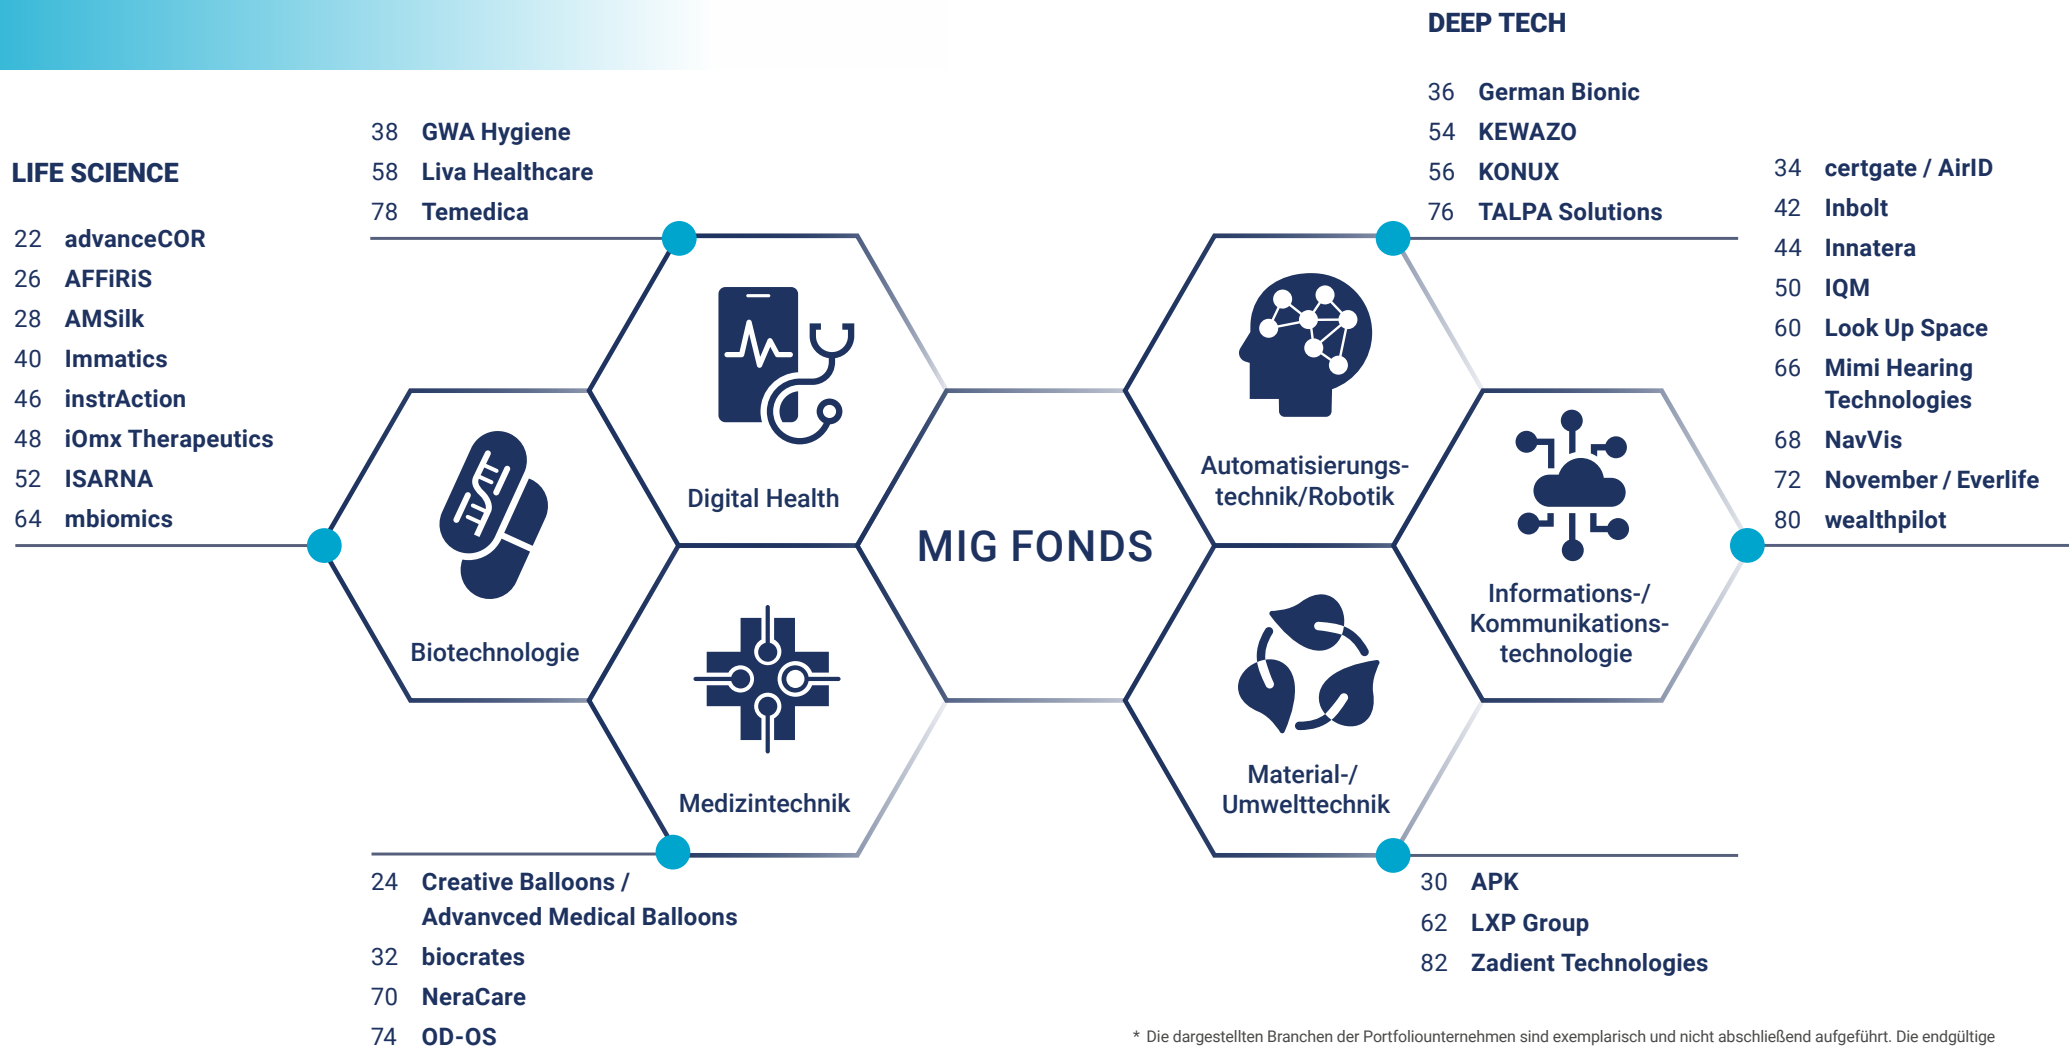 LIFE SCIENCE
22 advanceCOR
26 AFFiRiS
28 AMSilk
40 Immatics
46 instrAction
48 iOmx Therapeutics
52 ISARNA
64 mbiomics
38 GWA Hygiene
58 Liva Healthcare
78 Temedica
DEEP TECH
36 German Bionic
54 KEWAZO
56 KONUX
76 TALPA Solutions
34 certgate / AirID
42 Inbolt
44 Innatera
50 IQM
60 Look Up Space
66 Mimi Hearing
Technologies
68 NavVis
72 November / Everlife
80 wealthpilot
Biotechnologie
Digital Health
Medizintechnik
MIG FONDS
Automatisierungs-
technik/Robotik
Informations-/
Kommunikations-
technologie
Material-/
Umwelttechnik
24 Creative Balloons /
Advanvced Medical Balloons
32 biocrates
70 NeraCare
74 OD-OS
30 APK
62 LXP Group
82 Zadient Technologies
* Die dargestellten Branchen der Portfoliounternehmen sind exemplarisch und nicht abschließend aufgeführt. Die endgültige